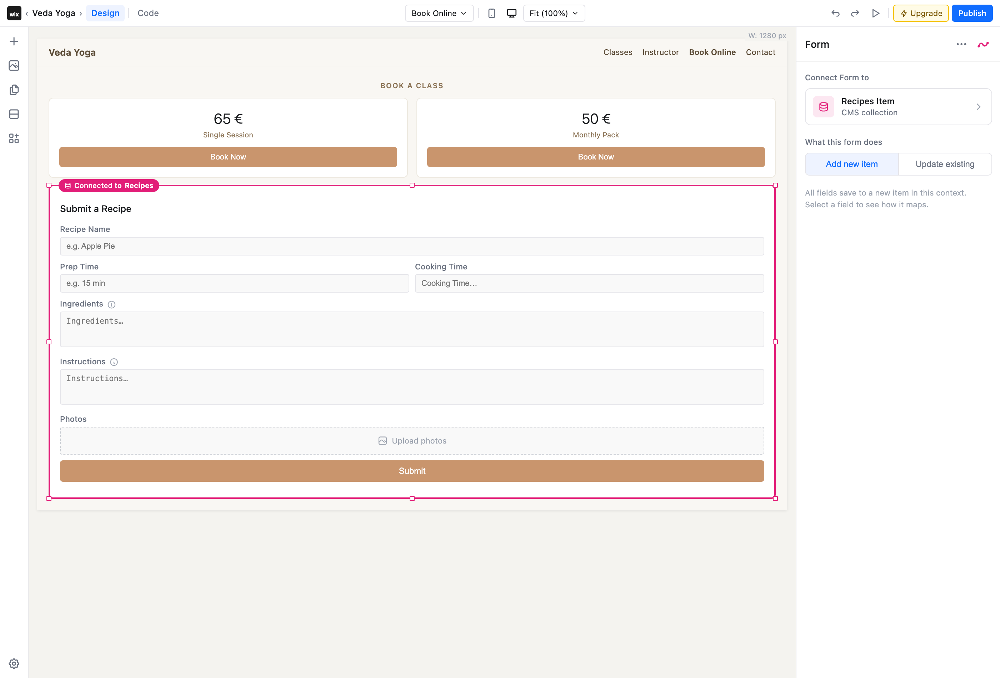 wix ‹ Veda Yoga › Design Code Book Online Fit (100%) Upgrade Publish
W: 1280 px
Veda Yoga Classes Instructor Book Online Contact
BOOK A CLASS
65 € 50 €
Single Session Monthly Pack
Book Now Book Now
Connected to Recipes
Submit a Recipe
Recipe Name
e.g. Apple Pie
Prep Time Cooking Time
e.g. 15 min Cooking Time…
Ingredients
Ingredients…
Instructions
Instructions…
Photos
Upload photos
Submit
Form
Connect Form to
Recipes Item
CMS collection
What this form does
Add new item Update existing
All fields save to a new item in this context.
Select a field to see how it maps.